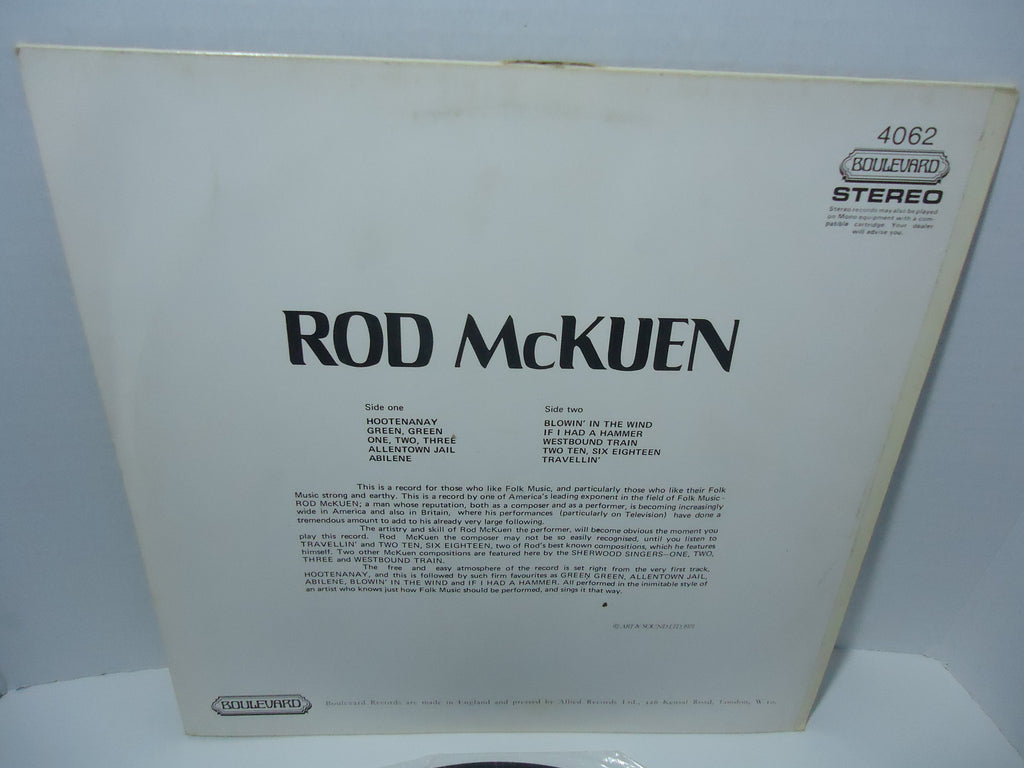 4062
BOULEVARD
STEREO
Stereo records may also be played
on Mono equipment with a com-
patible cartridge. Your dealer
will advise you.
ROD McKUEN
Side one
HOOTENANAY
GREEN, GREEN
ONE, TWO, THREE
ALLENTOWN JAIL
ABILENE
Side two
BLOWIN' IN THE WIND
IF I HAD A HAMMER
WESTBOUND TRAIN
TWO TEN, SIX EIGHTEEN
TRAVELLIN'
This is a record for those who like Folk Music, and particularly those who like their Folk
Music strong and earthy. This is a record by one of America's leading exponent in the field of Folk Music -
ROD McKUEN; a man whose reputation, both as a composer and as a performer, is becoming increasingly
wide in America and also in Britain, where his performances (particularly on Television) have done a
tremendous amount to add to his already very large following.
The artistry and skill of Rod McKuen the performer, will become obvious the moment you
play this record. Rod McKuen the composer may not be so easily recognised, until you listen to
TRAVELLIN' and TWO TEN, SIX EIGHTEEN, two of Rod's best known compositions, which he features
himself. Two other McKuen compositions are featured here by the SHERWOOD SINGERS—ONE, TWO,
THREE and WESTBOUND TRAIN.
The free and easy atmosphere of the record is set right from the very first track,
HOOTENANAY, and this is followed by such firm favourites as GREEN GREEN, ALLENTOWN JAIL,
ABILENE, BLOWIN' IN THE WIND and IF I HAD A HAMMER. All performed in the inimitable style of
an artist who knows just how Folk Music should be performed, and sings it that way.
© ART & SOUND LTD. 1971
BOULEVARD
Boulevard Records are made in England and pressed by Allied Records Ltd., 326 Kensal Road, London, W.10.